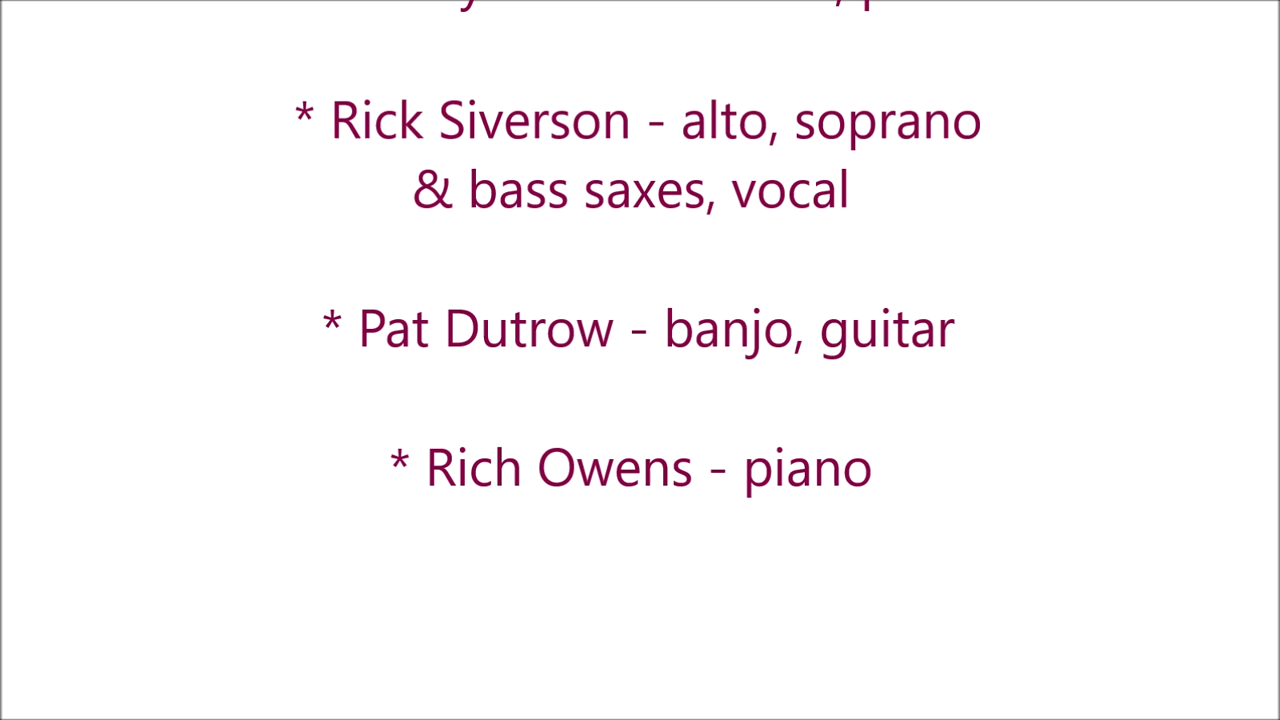 * Rick Siverson - alto, soprano
& bass saxes, vocal
* Pat Dutrow - banjo, guitar
* Rich Owens - piano